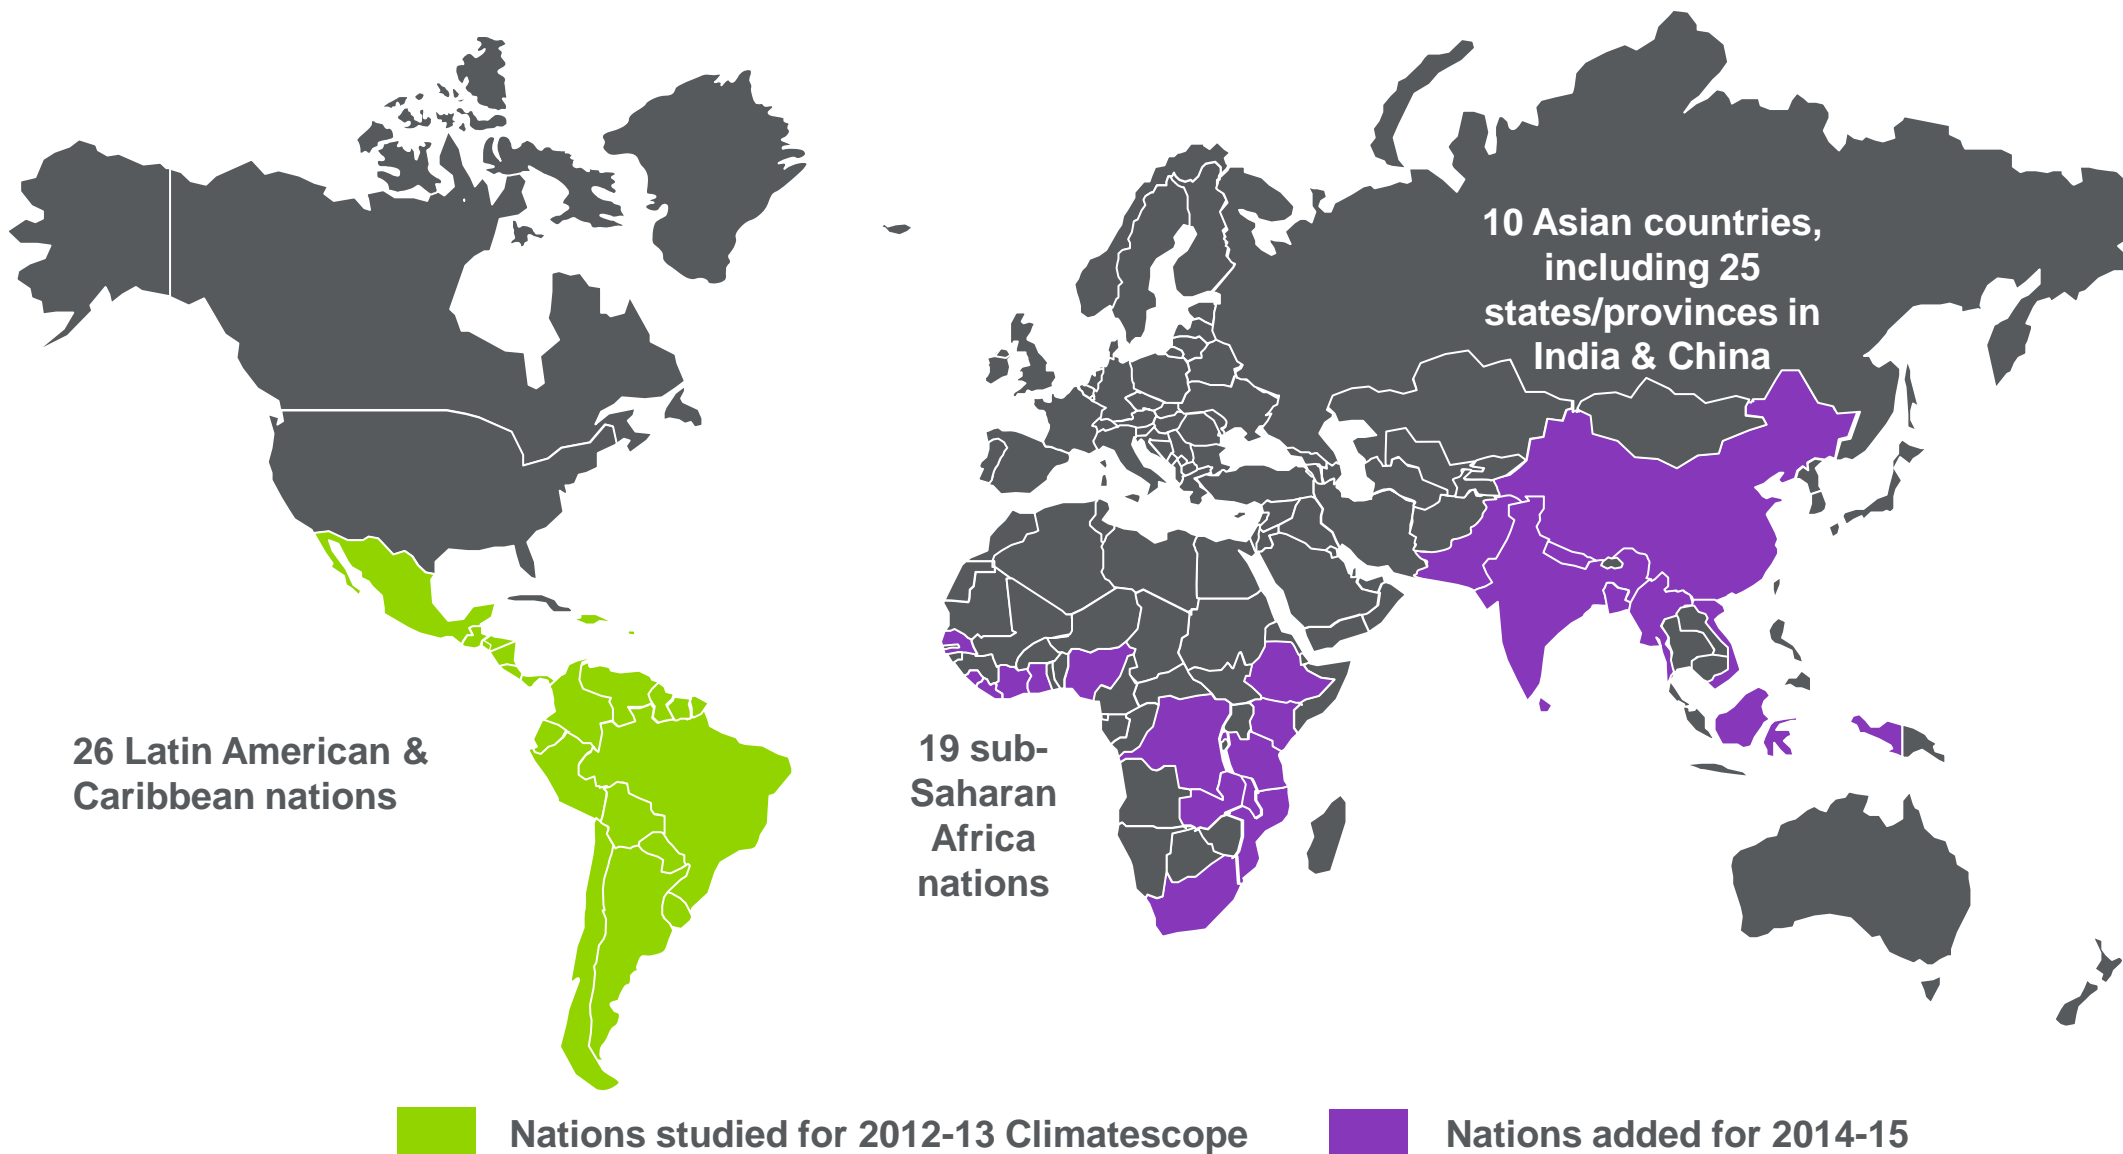 10 Asian countries,
including 25
states/provinces in
India & China
26 Latin American &
Caribbean nations
19 sub-
Saharan
Africa
nations
Nations studied for 2012-13 Climatescope
Nations added for 2014-15